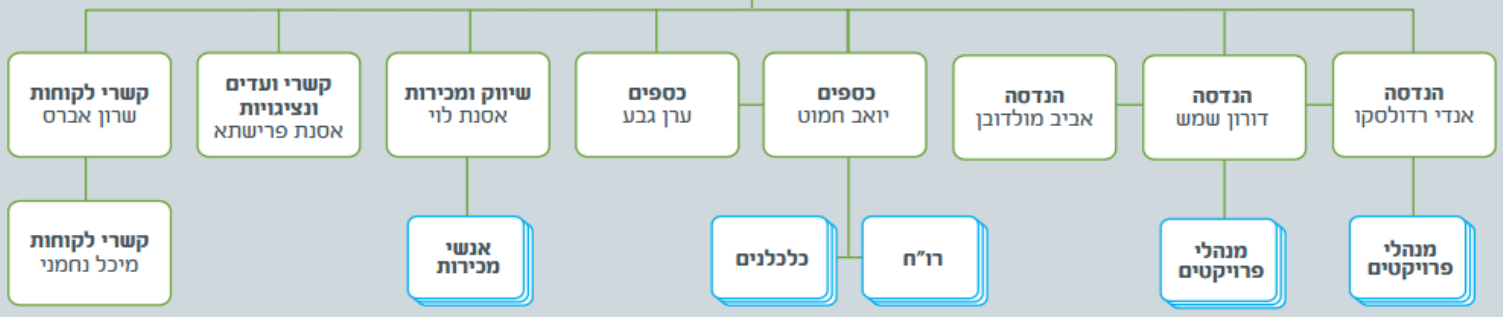 הנדסה
אנדי רדולסקו
הנדסה
דורון שמש
הנדסה
אביב מולדובן
כספים
יואב חמוט
כספים
ערן גבע
שיווק ומכירות
אסנת לוי
קשרי ועדים
ונציגויות
אסנת פרישתא
קשרי לקוחות
שרון אברס
מנהלי
פרויקטים
מנהלי
פרויקטים
רו"ח
כלכלנים
אנשי
מכירות
קשרי לקוחות
מיכל נחמני